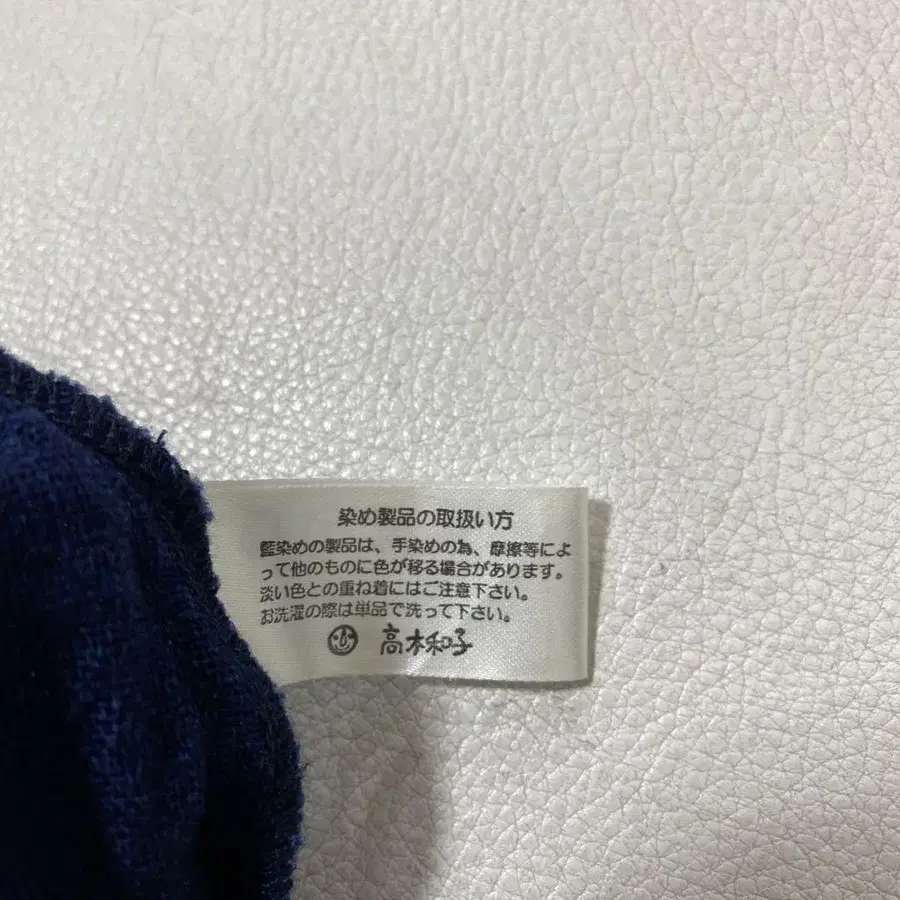 染め製品の取扱い方
藍染めの製品は、手染めの為、摩擦等によ
って他のものに色が移る場合があります。
淡い色との重ね着にはご注意下さい。
お洗濯の際は単品で洗って下さい。
高木和子